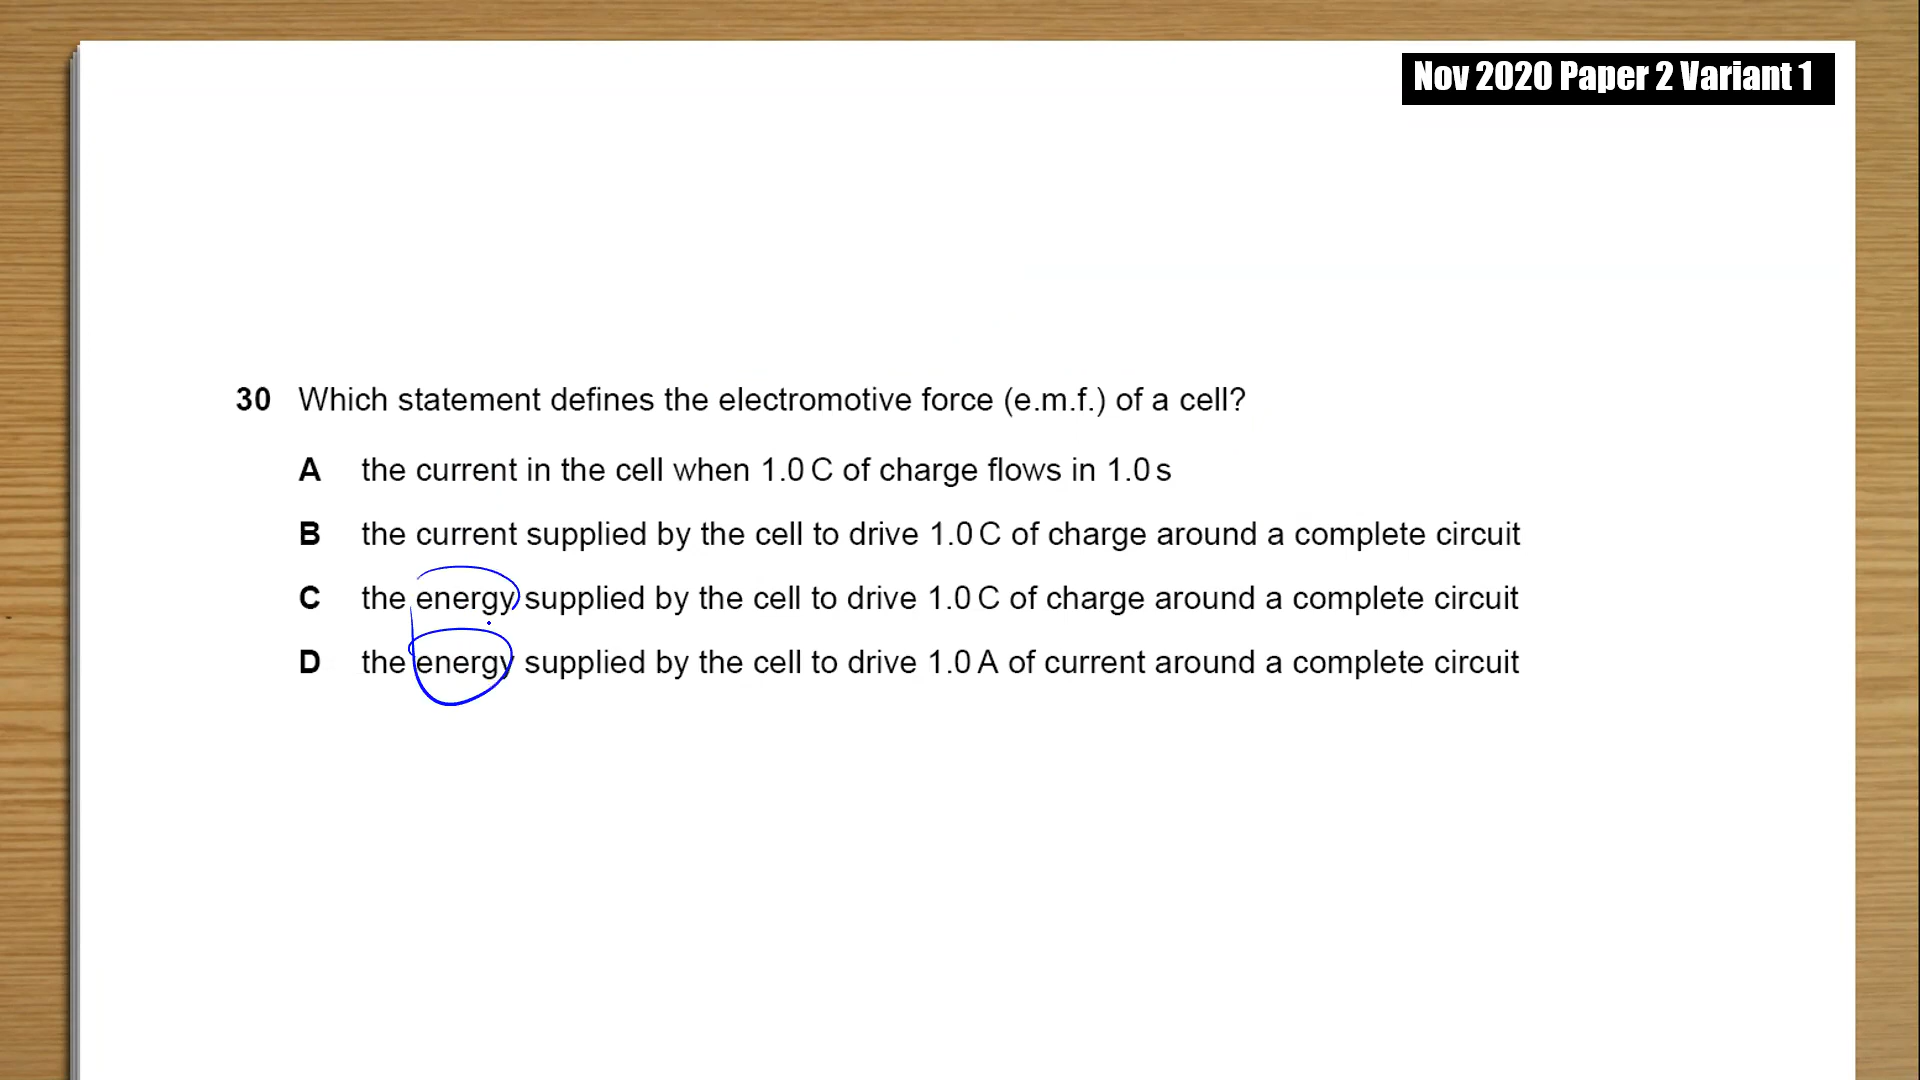 Nov 2020 Paper 2 Variant 1
30 Which statement defines the electromotive force (e.m.f.) of a cell?
A the current in the cell when 1.0 C of charge flows in 1.0 s
B the current supplied by the cell to drive 1.0 C of charge around a complete circuit
C the energy supplied by the cell to drive 1.0 C of charge around a complete circuit
D the energy supplied by the cell to drive 1.0 A of current around a complete circuit